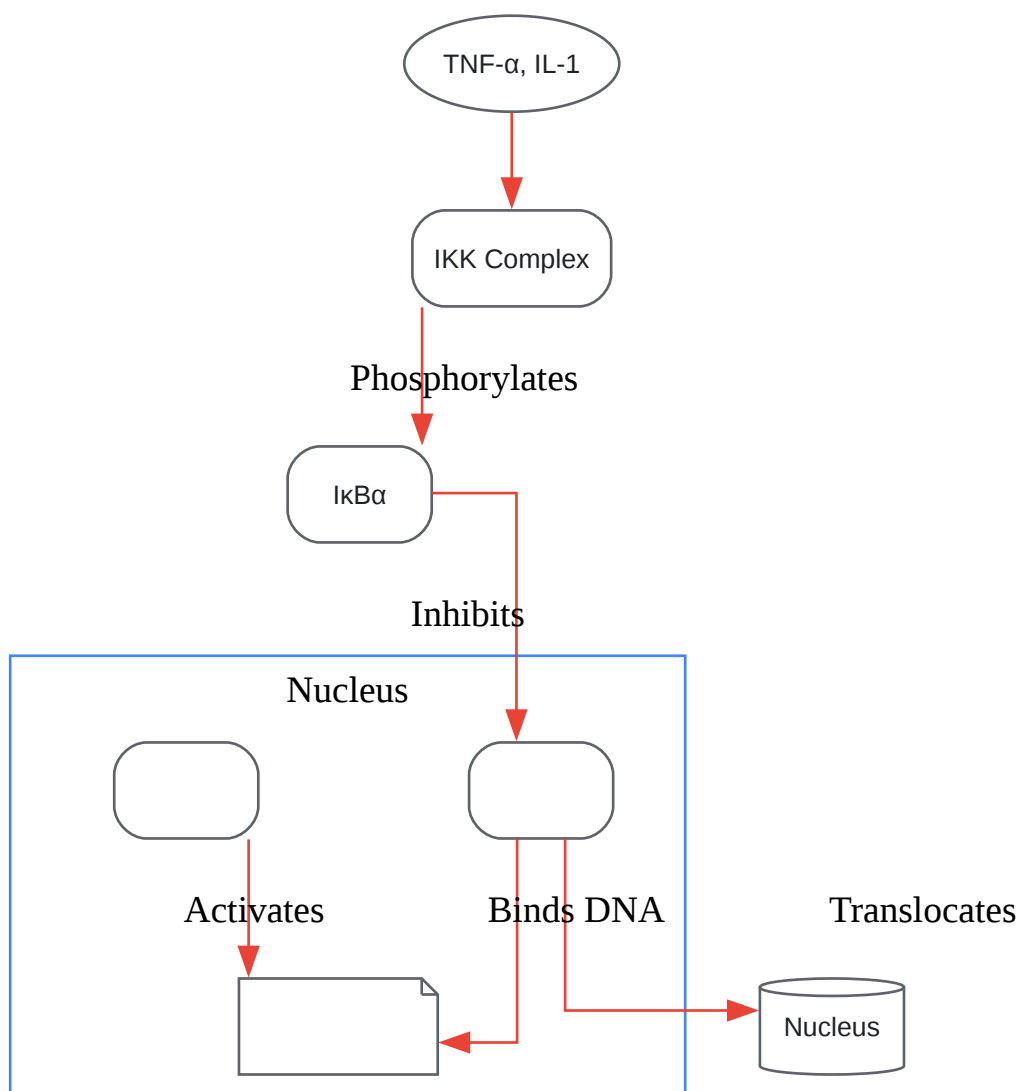 TNF-α, IL-1
IKK Complex
Phosphorylates
IκBα
Inhibits
Nucleus
Activates
Binds DNA
Translocates
Nucleus